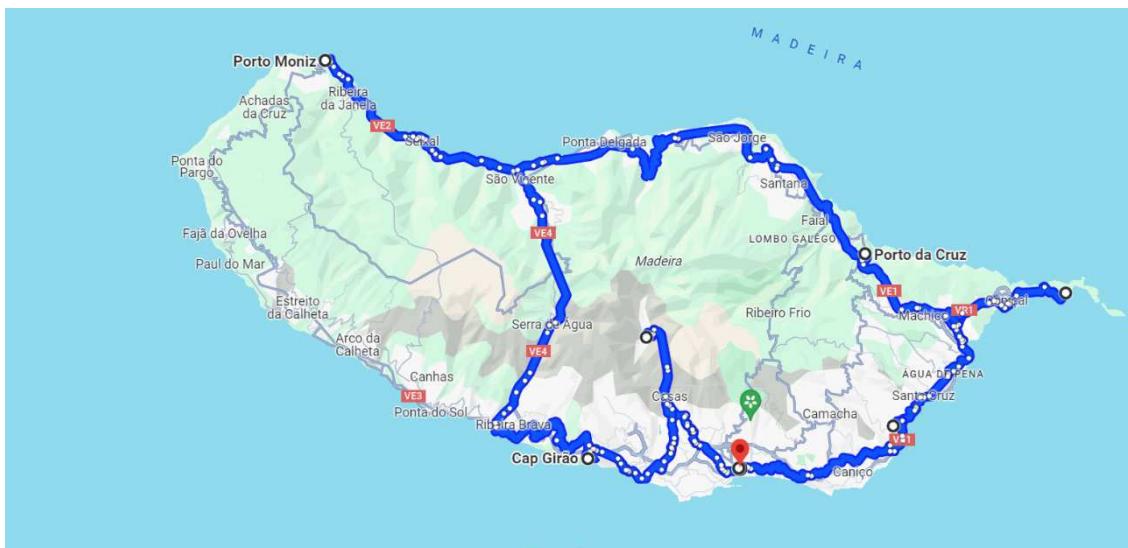 MADEIRA
Porto Moniz
Achadas
da Cruz
Ribeira
da Janela
VE2
Seixal
Ponta do
Pargo
São Vicente
Ponta Delgada
São Jorge
Santana
Faial
LOMBO GALÉGO
Porto da Cruz
Fajã da Ovelha
Paul do Mar
VE4
Madeira
VE1
Machico
VR1
Caniçal
Estreito
da Calheta
Arco da
Calheta
Serra de Água
Ribeiro Frio
VE4
ÁGUA DE PENA
Canhas
VE3
Ponta do Sol
Casas
Santa Cruz
Camacha
Ribeira Brava
VR1
Cap Girão
Caniço